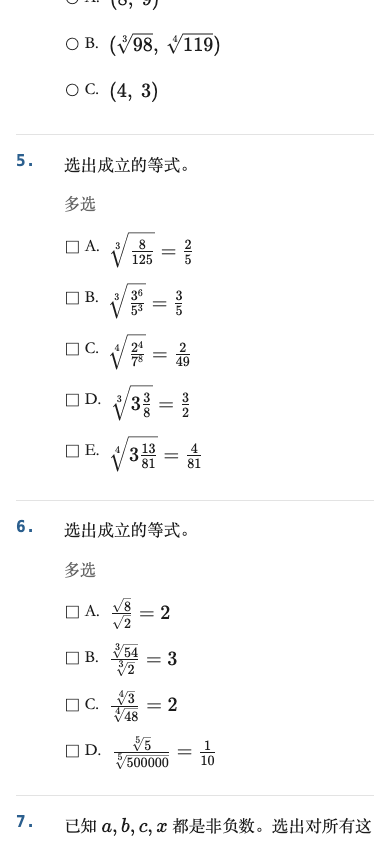 B. (∛98, ∜119)
C. (4, 3)
5. 选出成立的等式。
多选
A. ∛(8/125) = 2/5
B. ∛(3⁶/5³) = 3/5
C. ∜(2⁴/7⁸) = 2/49
D. ∛(3 3/8) = 3/2
E. ∜(3 13/81) = 4/81
6. 选出成立的等式。
多选
A. √8/√2 = 2
B. ∛54/∛2 = 3
C. ∜3/∜48 = 2
D. ⁵√5/⁵√500000 = 1/10
7. 已知 a, b, c, x 都是非负数。选出对所有这